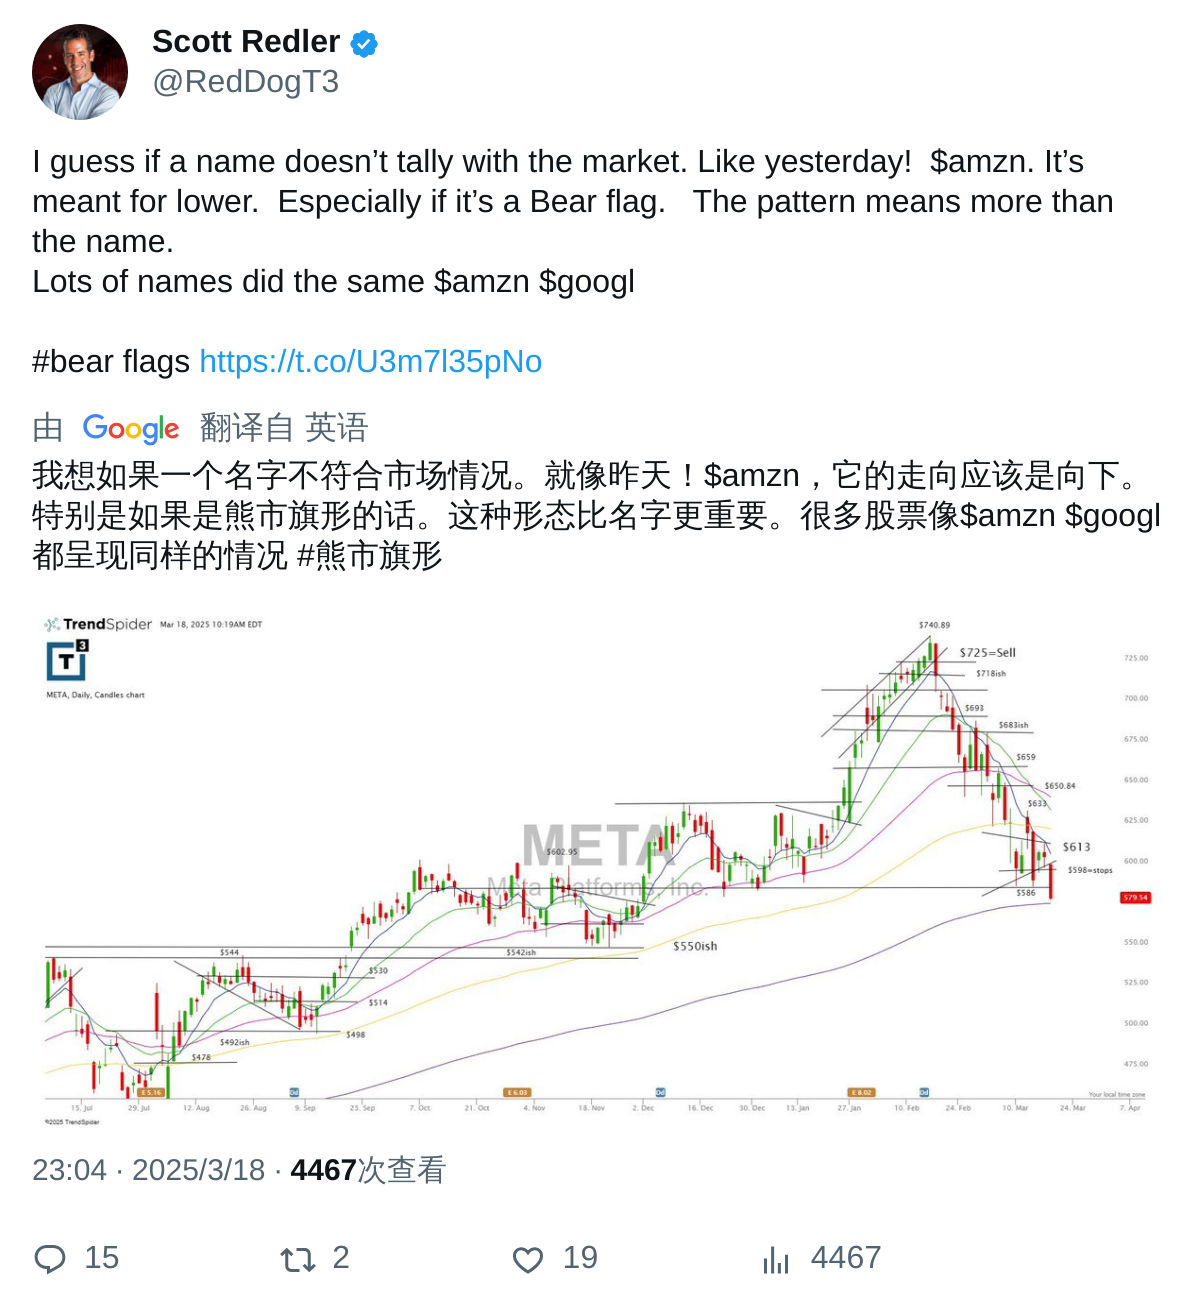 Scott Redler
@RedDogT3
I guess if a name doesn’t tally with the market. Like yesterday!  $amzn. It’s
meant for lower.  Especially if it’s a Bear flag.   The pattern means more than
the name.
Lots of names did the same $amzn $googl
#bear flags https://t.co/U3m7l35pNo
由 Google 翻译自 英语
我想如果一个名字不符合市场情况。就像昨天！$amzn，它的走向应该是向下。
特别是如果是熊市旗形的话。这种形态比名字更重要。很多股票像$amzn $googl
都呈现同样的情况 #熊市旗形
TrendSpider Mar 18, 2025 10:19AM EDT
T3
META, Daily, Candles chart
$740.89
$725=Sell
$718ish
$693
$683ish
$659
$650.84
$633
$613
$598=stops
$586
META
Meta Platforms, Inc.
$602.95
$550ish
$544
$542ish
$530
$514
$498
$492ish
$478
725.00
700.00
675.00
650.00
625.00
600.00
579.54
550.00
525.00
500.00
475.00
E 5.16
E 6.03
E 8.02
Your local time zone
15. Jul 29. Jul 12. Aug 26. Aug 9. Sep 23. Sep 7. Oct 21. Oct 4. Nov 18. Nov 2. Dec 16. Dec 30. Dec 13. Jan 27. Jan 10. Feb 24. Feb 10. Mar 24. Mar 7. Apr
©2025 TrendSpider
23:04 · 2025/3/18 · 4467次查看
15 2 19 4467